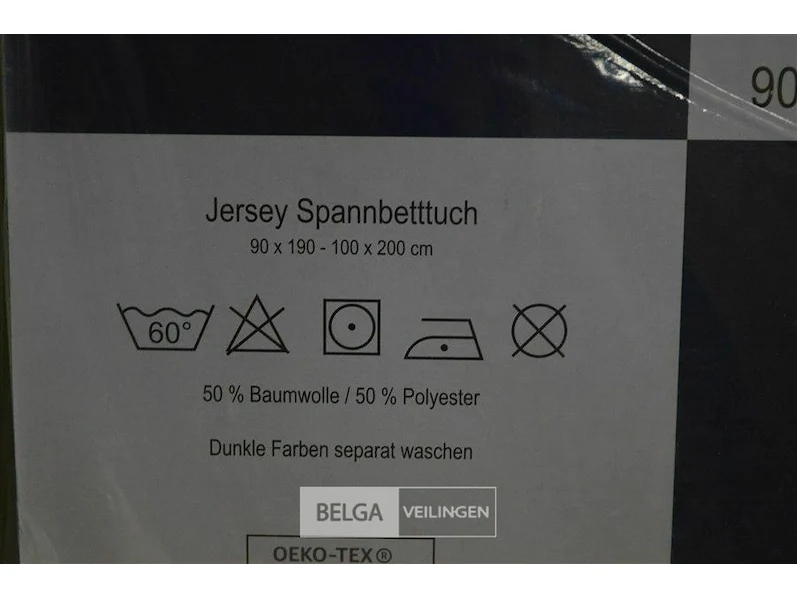 90
Jersey Spannbetttuch
90 x 190 - 100 x 200 cm
60°
50 % Baumwolle / 50 % Polyester
Dunkle Farben separat waschen
BELGA VEILINGEN
OEKO-TEX®